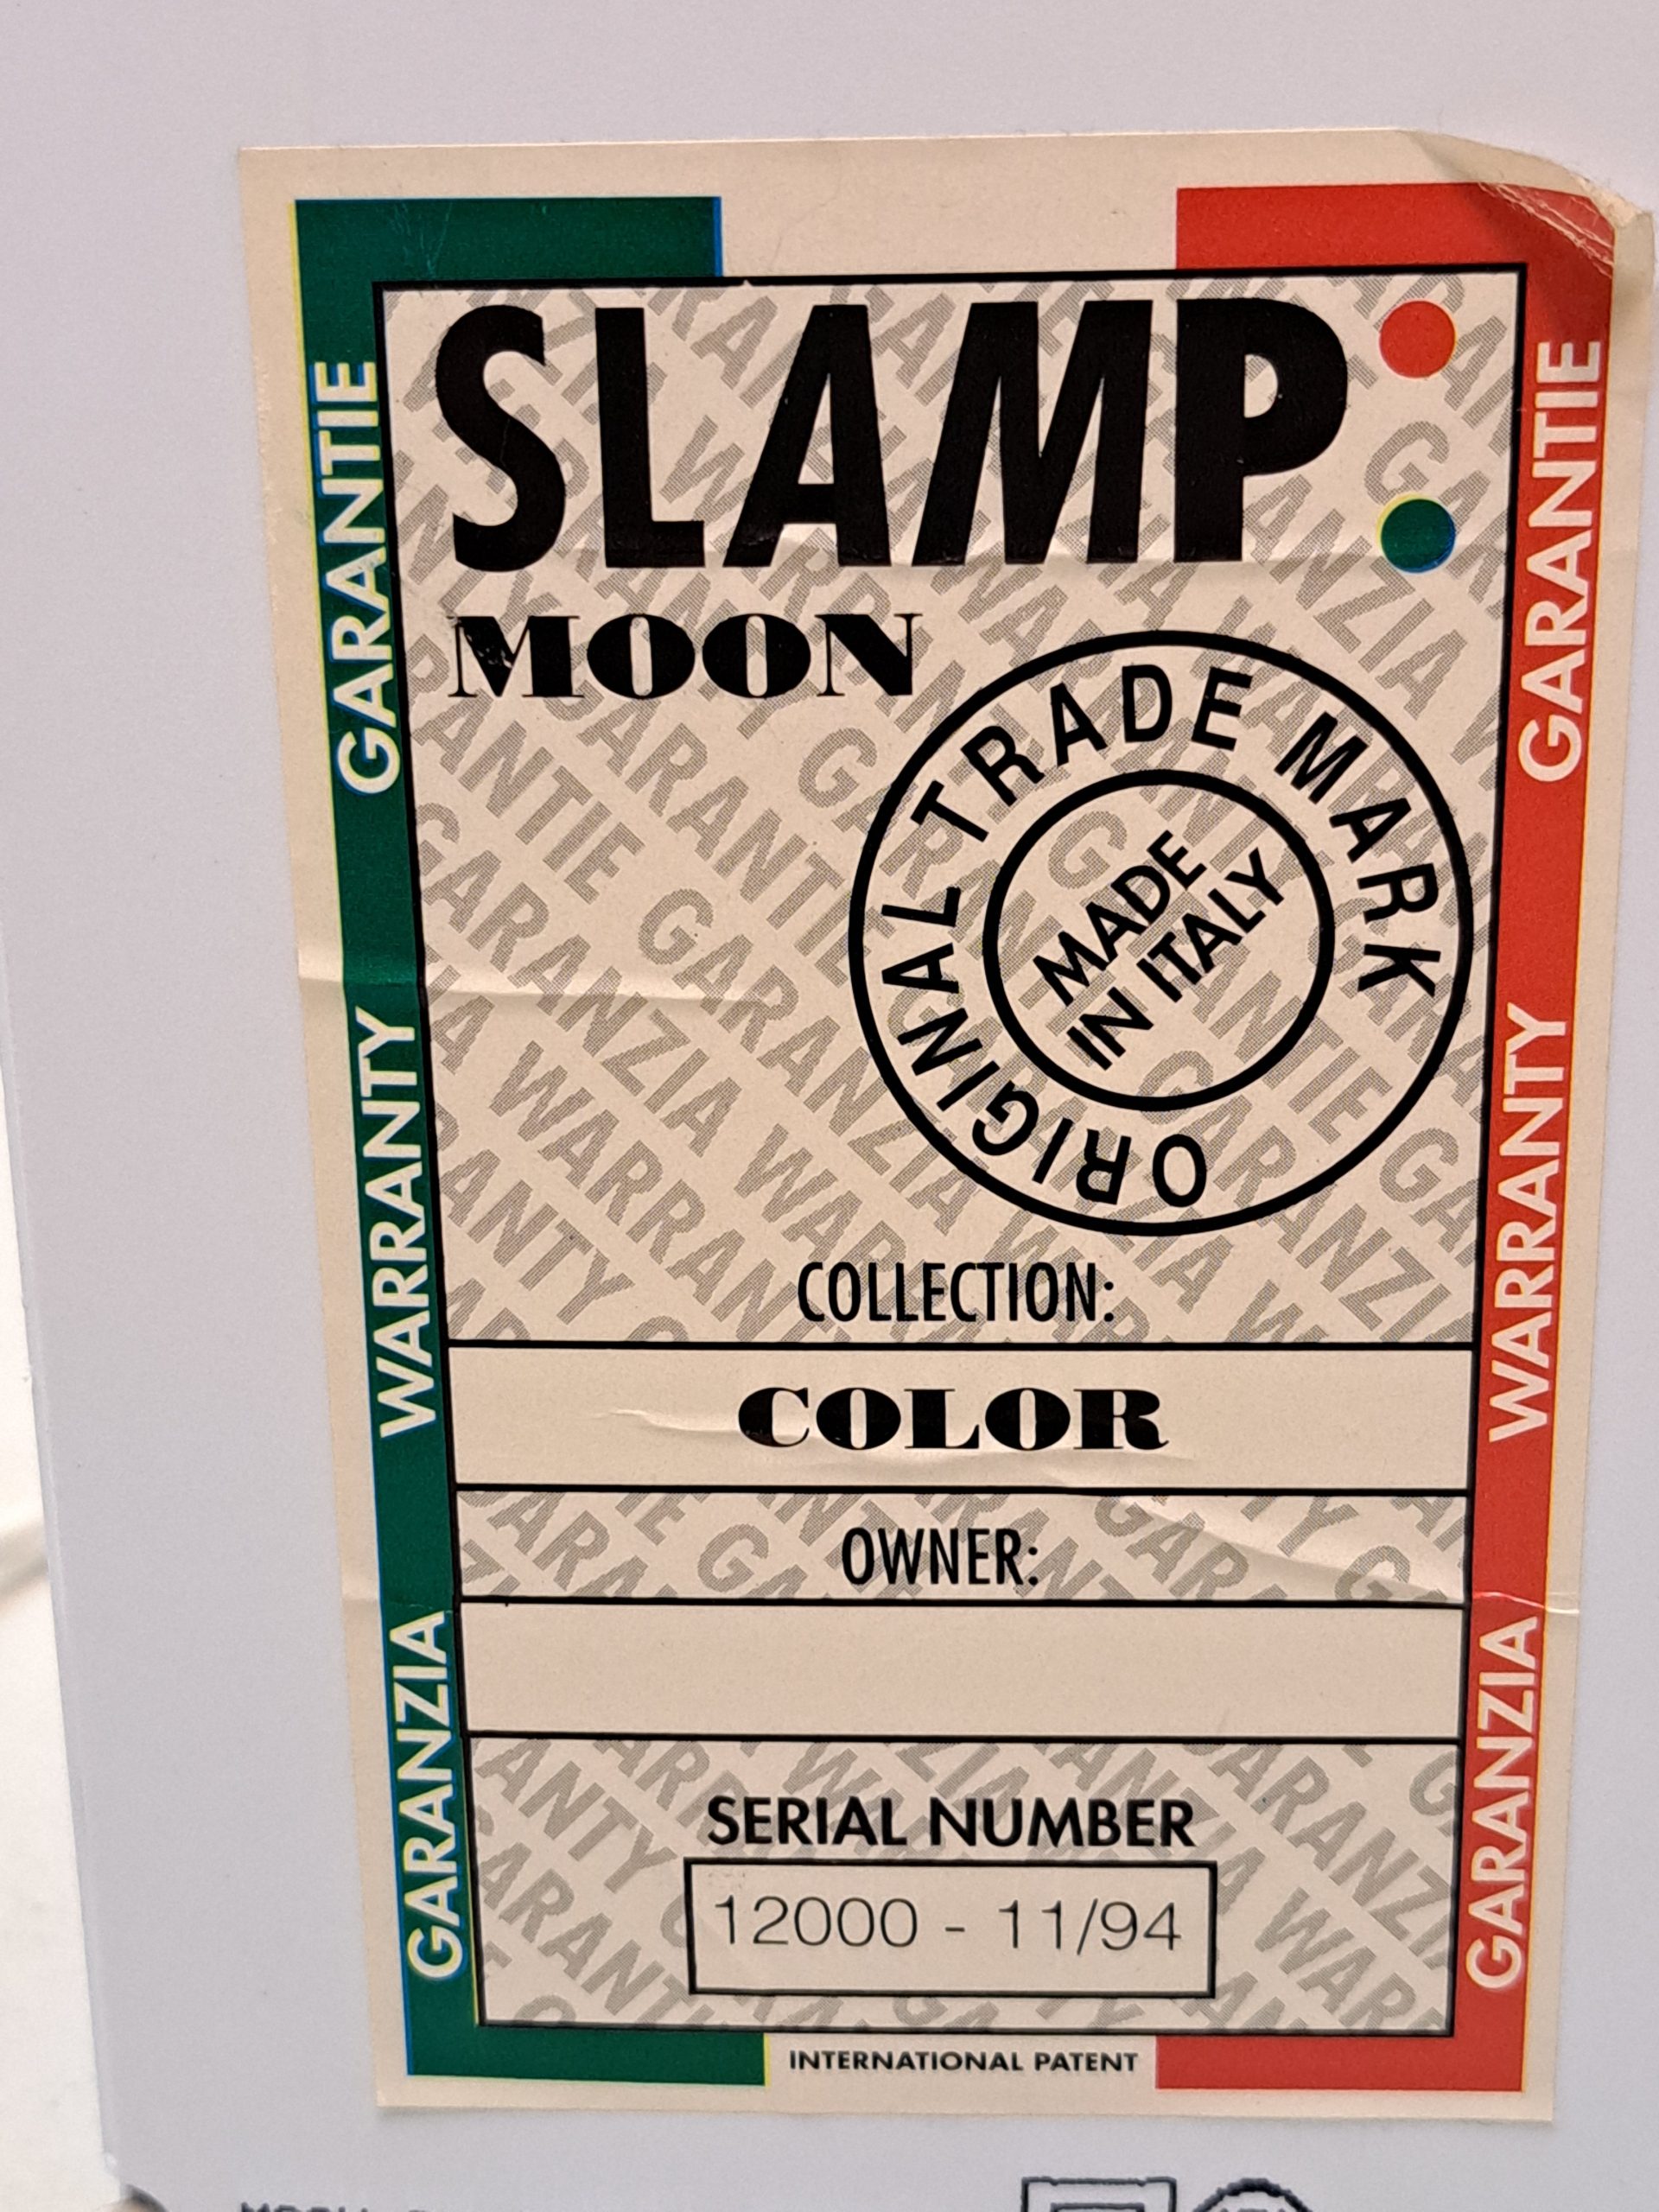 SLAMP
MOON
ORIGINAL TRADE MARK
MADE
IN ITALY
COLLECTION:
COLOR
OWNER:
SERIAL NUMBER
12000 - 11/94
INTERNATIONAL PATENT
GARANTIE
WARRANTY
GARANZIA
GARANTIE
WARRANTY
GARANZIA